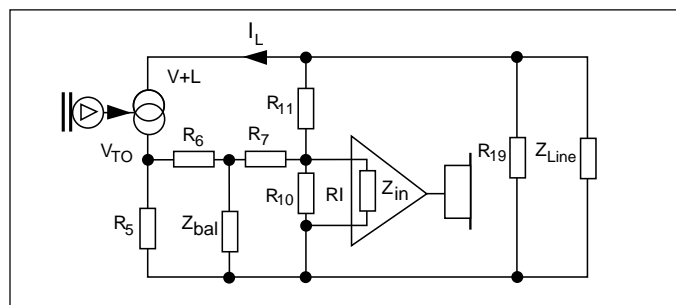 I_L
V+L
R_11
R_6
R_7
V_TO
R_5
Z_bal
R_10
RI
Z_in
R_19
Z_Line